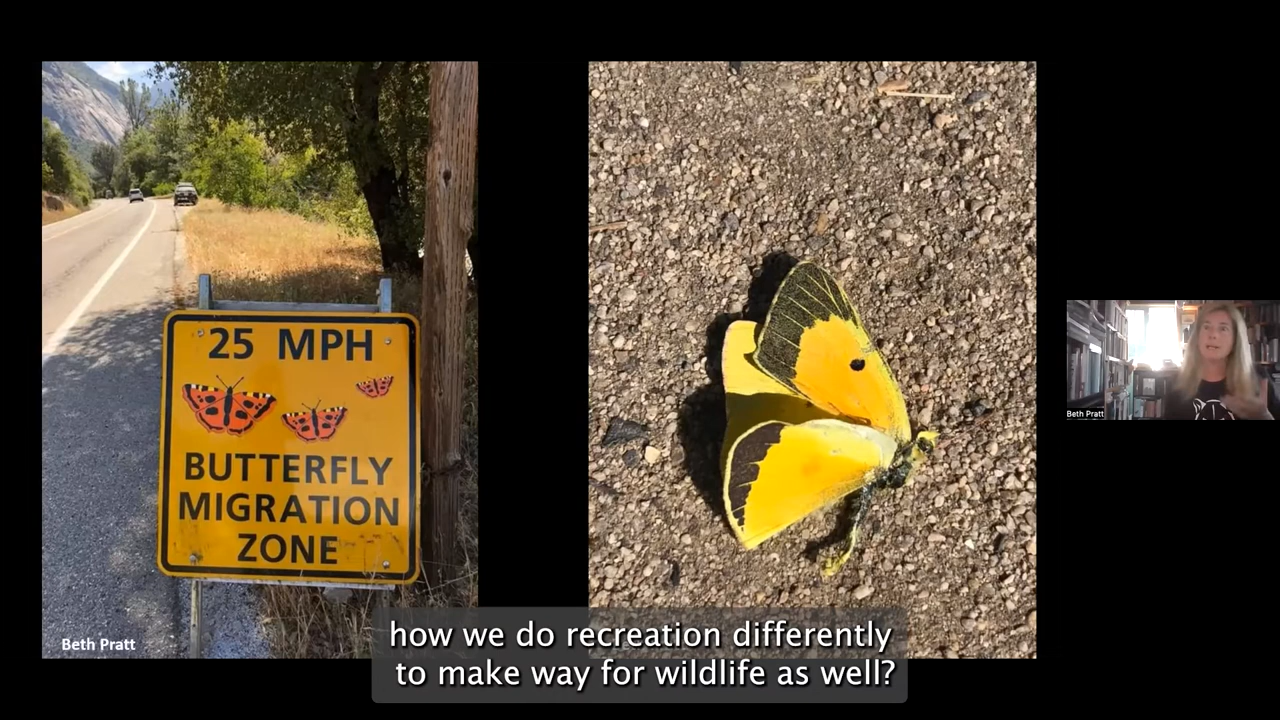 25 MPH
BUTTERFLY
MIGRATION
ZONE
Beth Pratt
Beth Pratt
how we do recreation differently
to make way for wildlife as well?